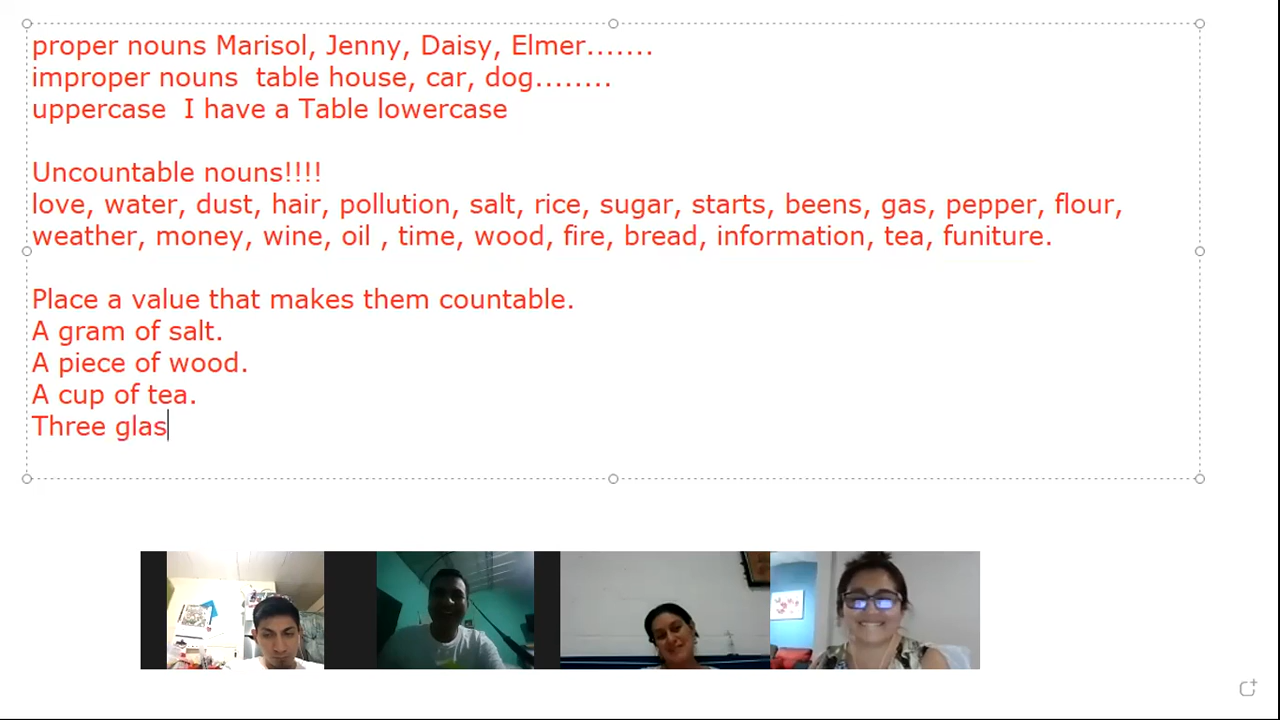 proper nouns Marisol, Jenny, Daisy, Elmer.......
improper nouns  table house, car, dog........
uppercase  I have a Table lowercase
Uncountable nouns!!!!
love, water, dust, hair, pollution, salt, rice, sugar, starts, beens, gas, pepper, flour,
weather, money, wine, oil , time, wood, fire, bread, information, tea, funiture.
Place a value that makes them countable.
A gram of salt.
A piece of wood.
A cup of tea.
Three glas